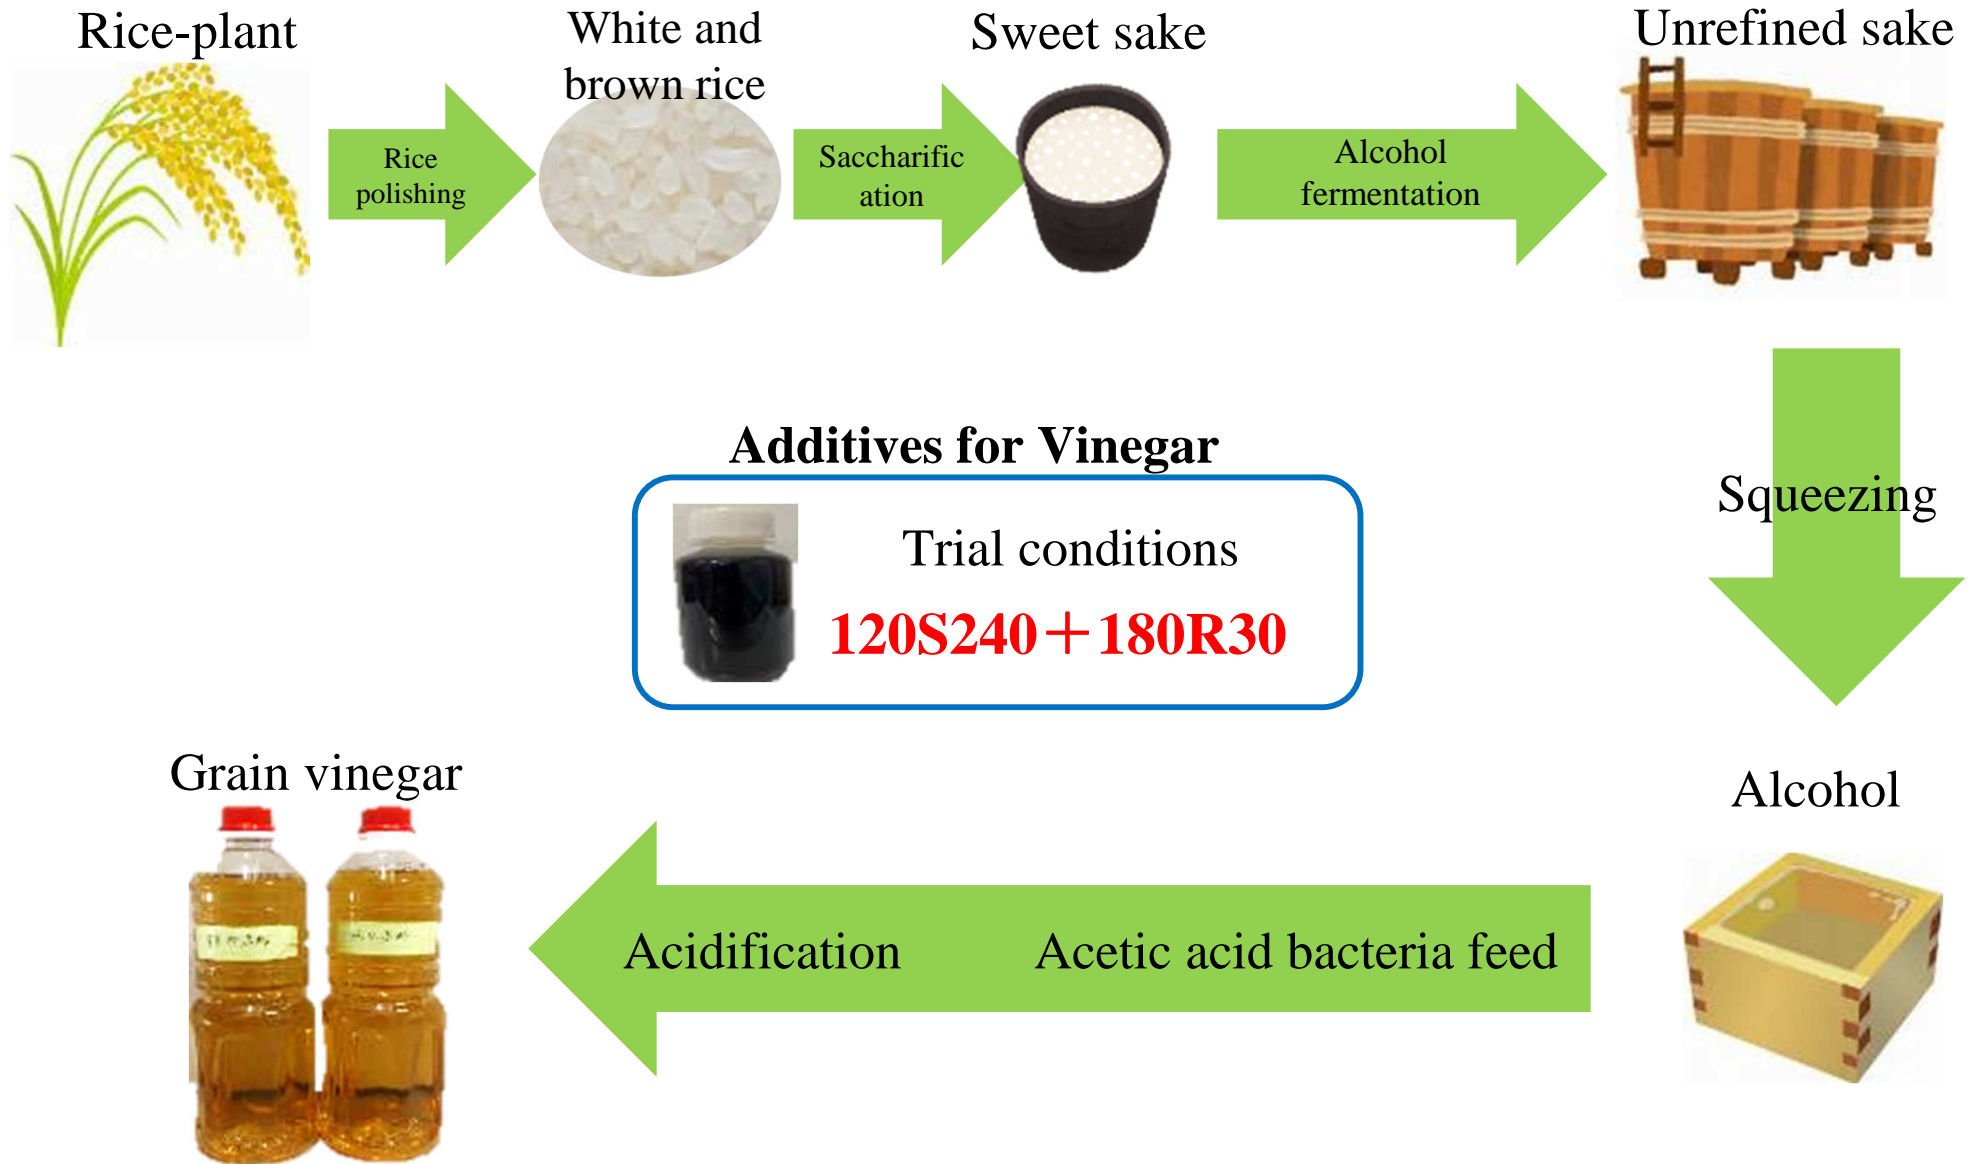 Rice-plant
White and
brown rice
Sweet sake
Unrefined sake
Rice
polishing
Saccharific
ation
Alcohol
fermentation
Squeezing
Additives for Vinegar
Trial conditions
120S240＋180R30
Grain vinegar
Alcohol
Acidification
Acetic acid bacteria feed